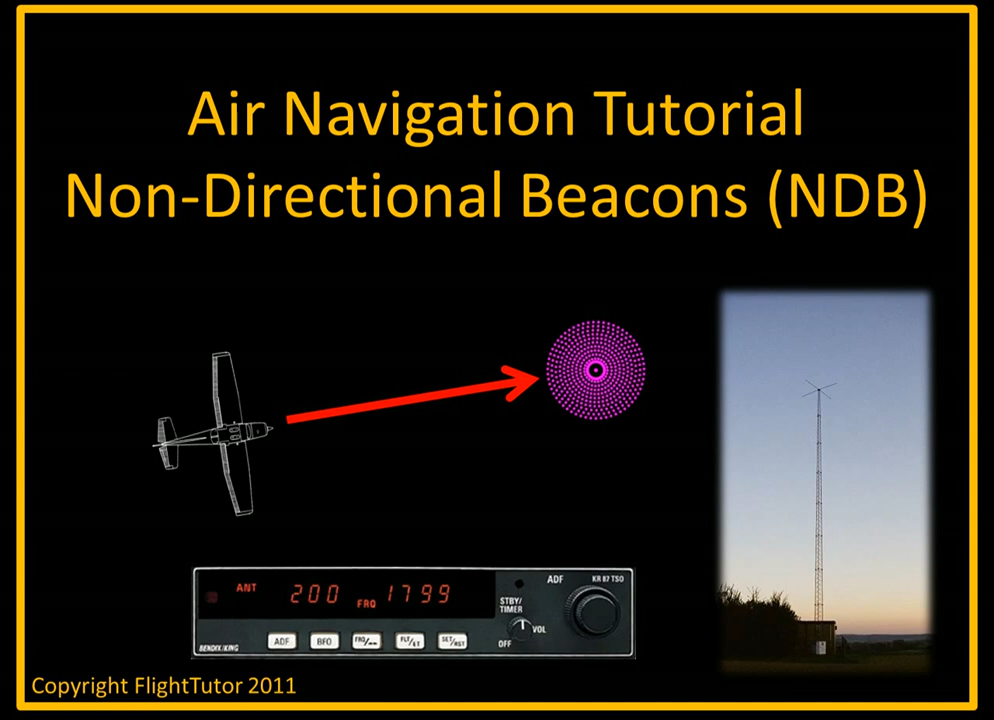 Air Navigation Tutorial
Non-Directional Beacons (NDB)
ANT 200 FRQ 1799
ADF KR 87 TSO
STBY/
TIMER
VOL
OFF
BENDIX/KING ADF BFO FRQ/<-> FLT/ET SET/RST
Copyright FlightTutor 2011